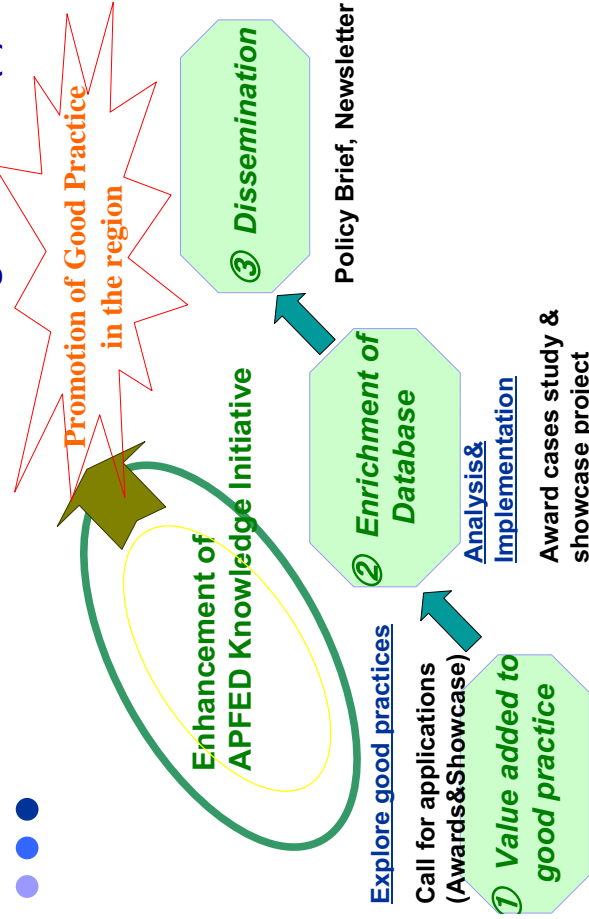 Promotion of Good Practice
in the region
Enhancement of
APFED Knowledge Initiative
③ Dissemination
Policy Brief, Newsletter
② Enrichment of
Database
Analysis&
Implementation
Award cases study &
showcase project
Explore good practices
Call for applications
(Awards&Showcase)
① Value added to
good practice